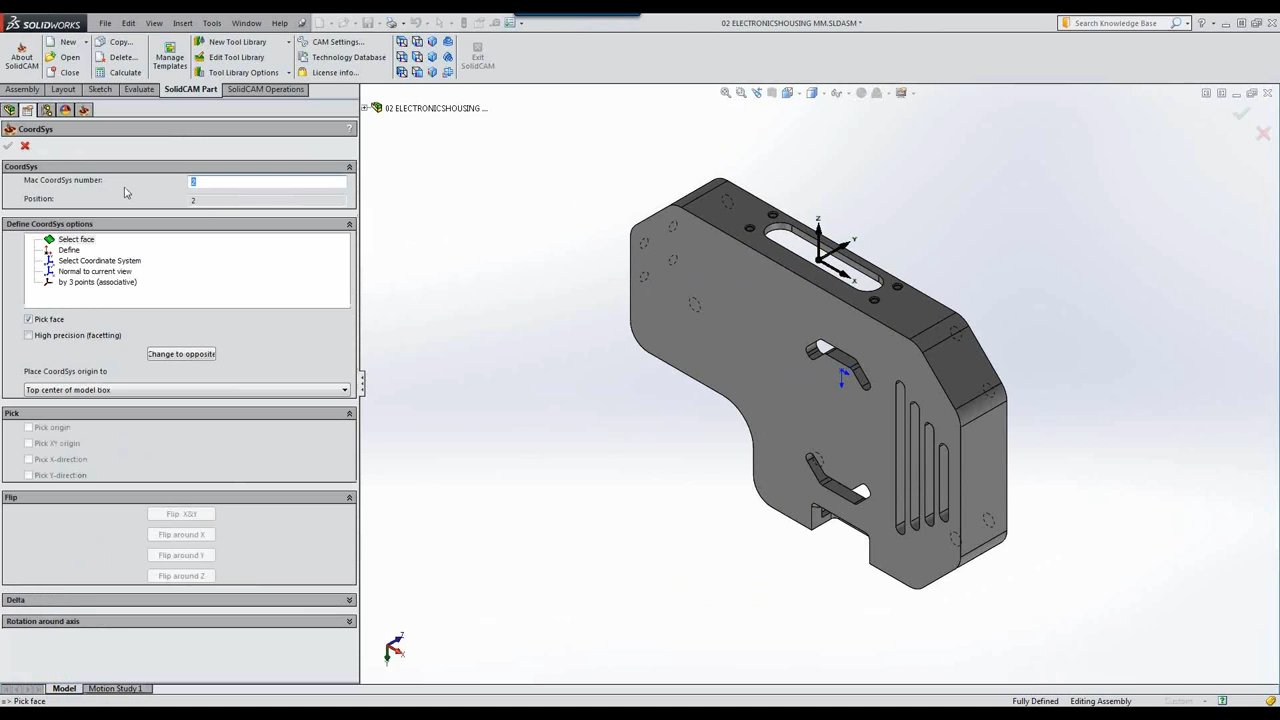 SOLIDWORKS File Edit View Insert Tools Window Help 02 ELECTRONICSHOUSING MM.SLDASM * Search Knowledge Base
New Copy... New Tool Library CAM Settings...
Open Delete... Edit Tool Library Technology Database
Close Calculate Tool Library Options License info...
About SolidCAM
Manage Templates
Exit SolidCAM
Assembly Layout Sketch Evaluate SolidCAM Part SolidCAM Operations
02 ELECTRONICSHOUSING ...
CoordSys ?
CoordSys
Mac CoordSys number: 2
Position: 2
Define CoordSys options
Select face
Define
Select Coordinate System
Normal to current view
by 3 points (associative)
Pick face
High precision (facetting)
Change to opposite
Place CoordSys origin to
Top center of model box
Pick
Pick origin
Pick XY origin
Pick X-direction
Pick Y-direction
Flip
Flip X&Y
Flip around X
Flip around Y
Flip around Z
Delta
Rotation around axis
Z
Y
X
Z
X
Y
Model Motion Study 1
=> Pick face Fully Defined Editing Assembly Custom